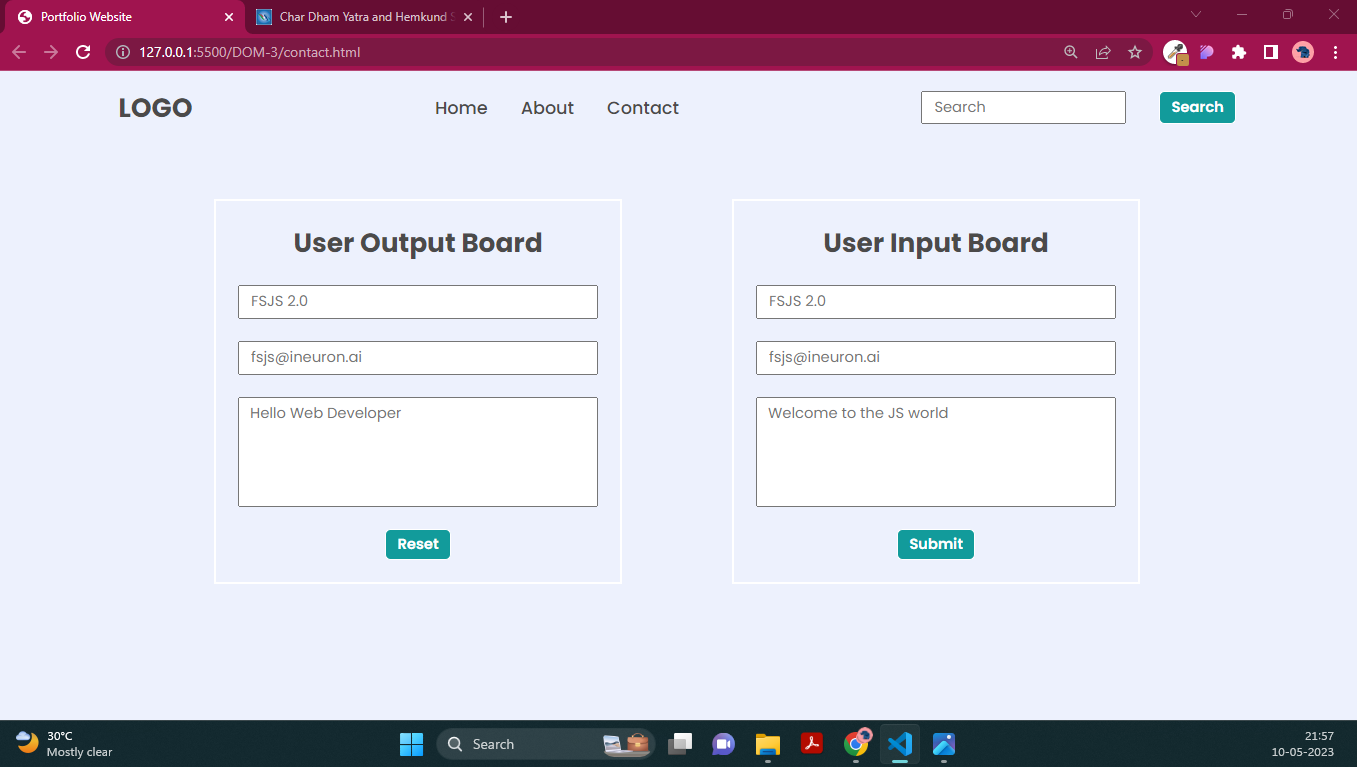 Portfolio Website
Char Dham Yatra and Hemkund S
127.0.0.1:5500/DOM-3/contact.html
LOGO
Home About Contact
Search
Search
User Output Board
FSJS 2.0
fsjs@ineuron.ai
Hello Web Developer
Reset
User Input Board
FSJS 2.0
fsjs@ineuron.ai
Welcome to the JS world
Submit
30°C
Mostly clear
Search
21:57
10-05-2023